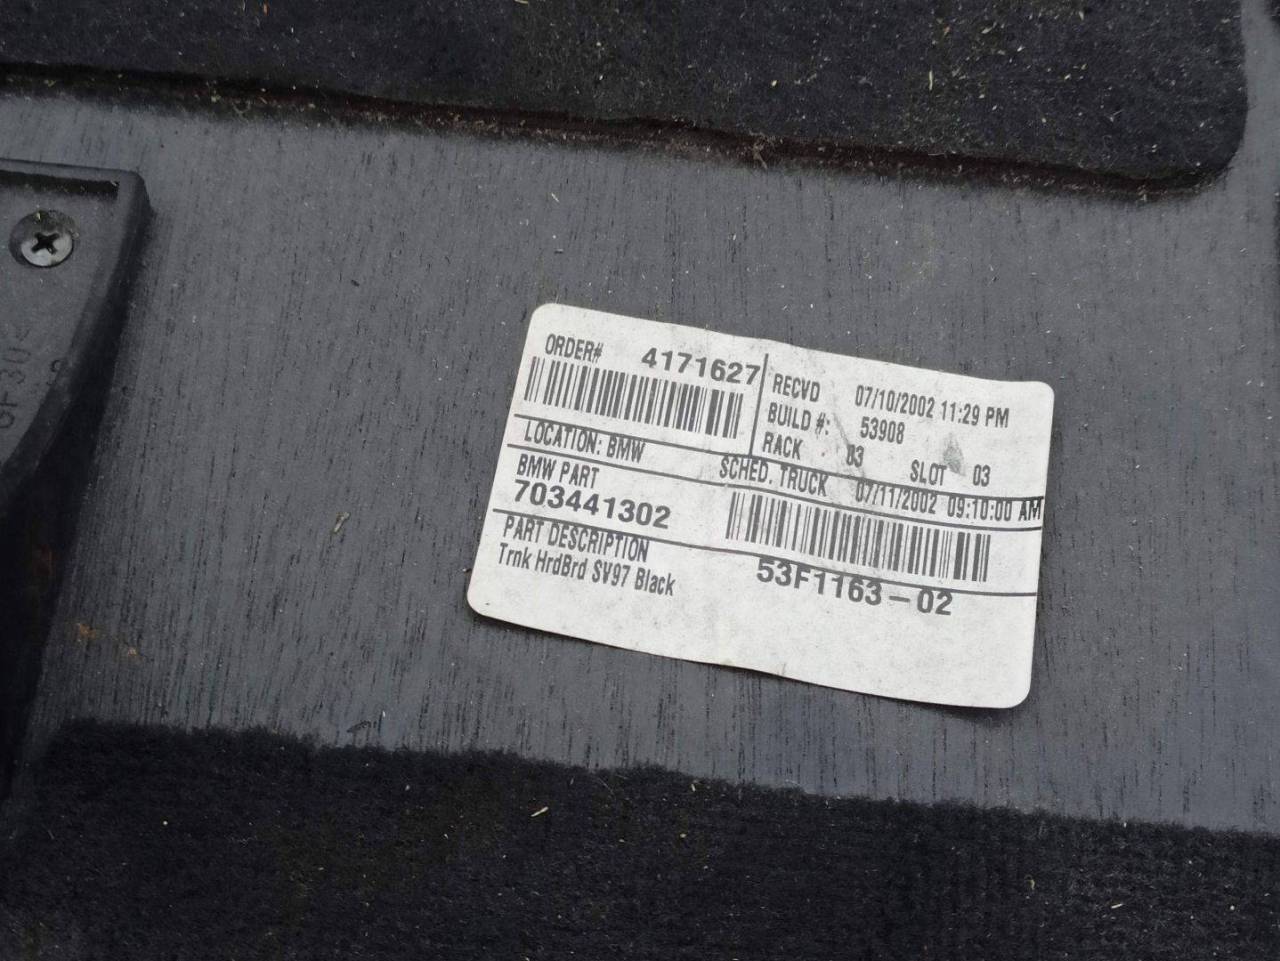 ORDER# 4171627
RECVD 07/10/2002 11:29 PM
BUILD #: 53908
RACK 03 SLOT 03
LOCATION: BMW
SCHED. TRUCK 07/11/2002 09:10:00 AM
BMW PART
703441302
PART DESCRIPTION
Trnk HrdBrd SV97 Black
53F1163-02